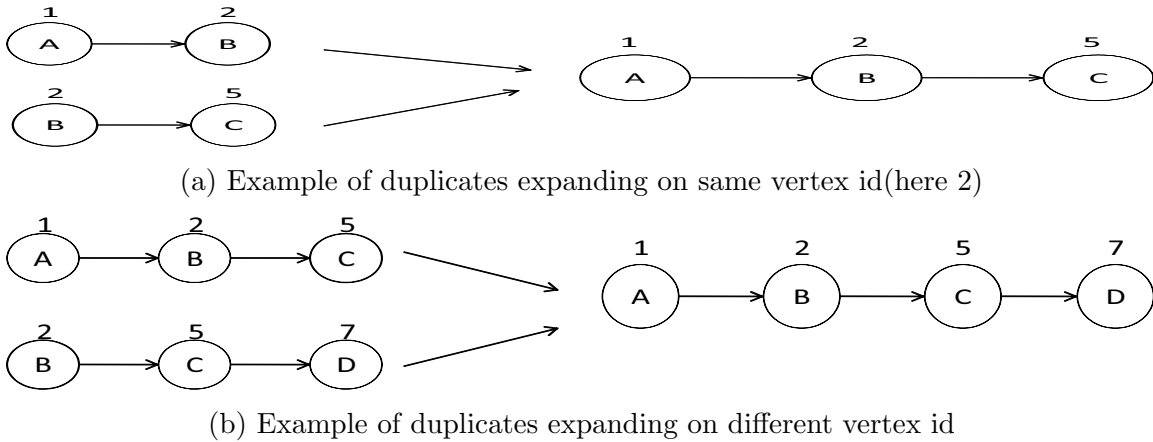 1 2
A B
2 5
B C
1 2 5
A B C
(a) Example of duplicates expanding on same vertex id(here 2)
1 2 5
A B C
2 5 7
B C D
1 2 5 7
A B C D
(b) Example of duplicates expanding on different vertex id